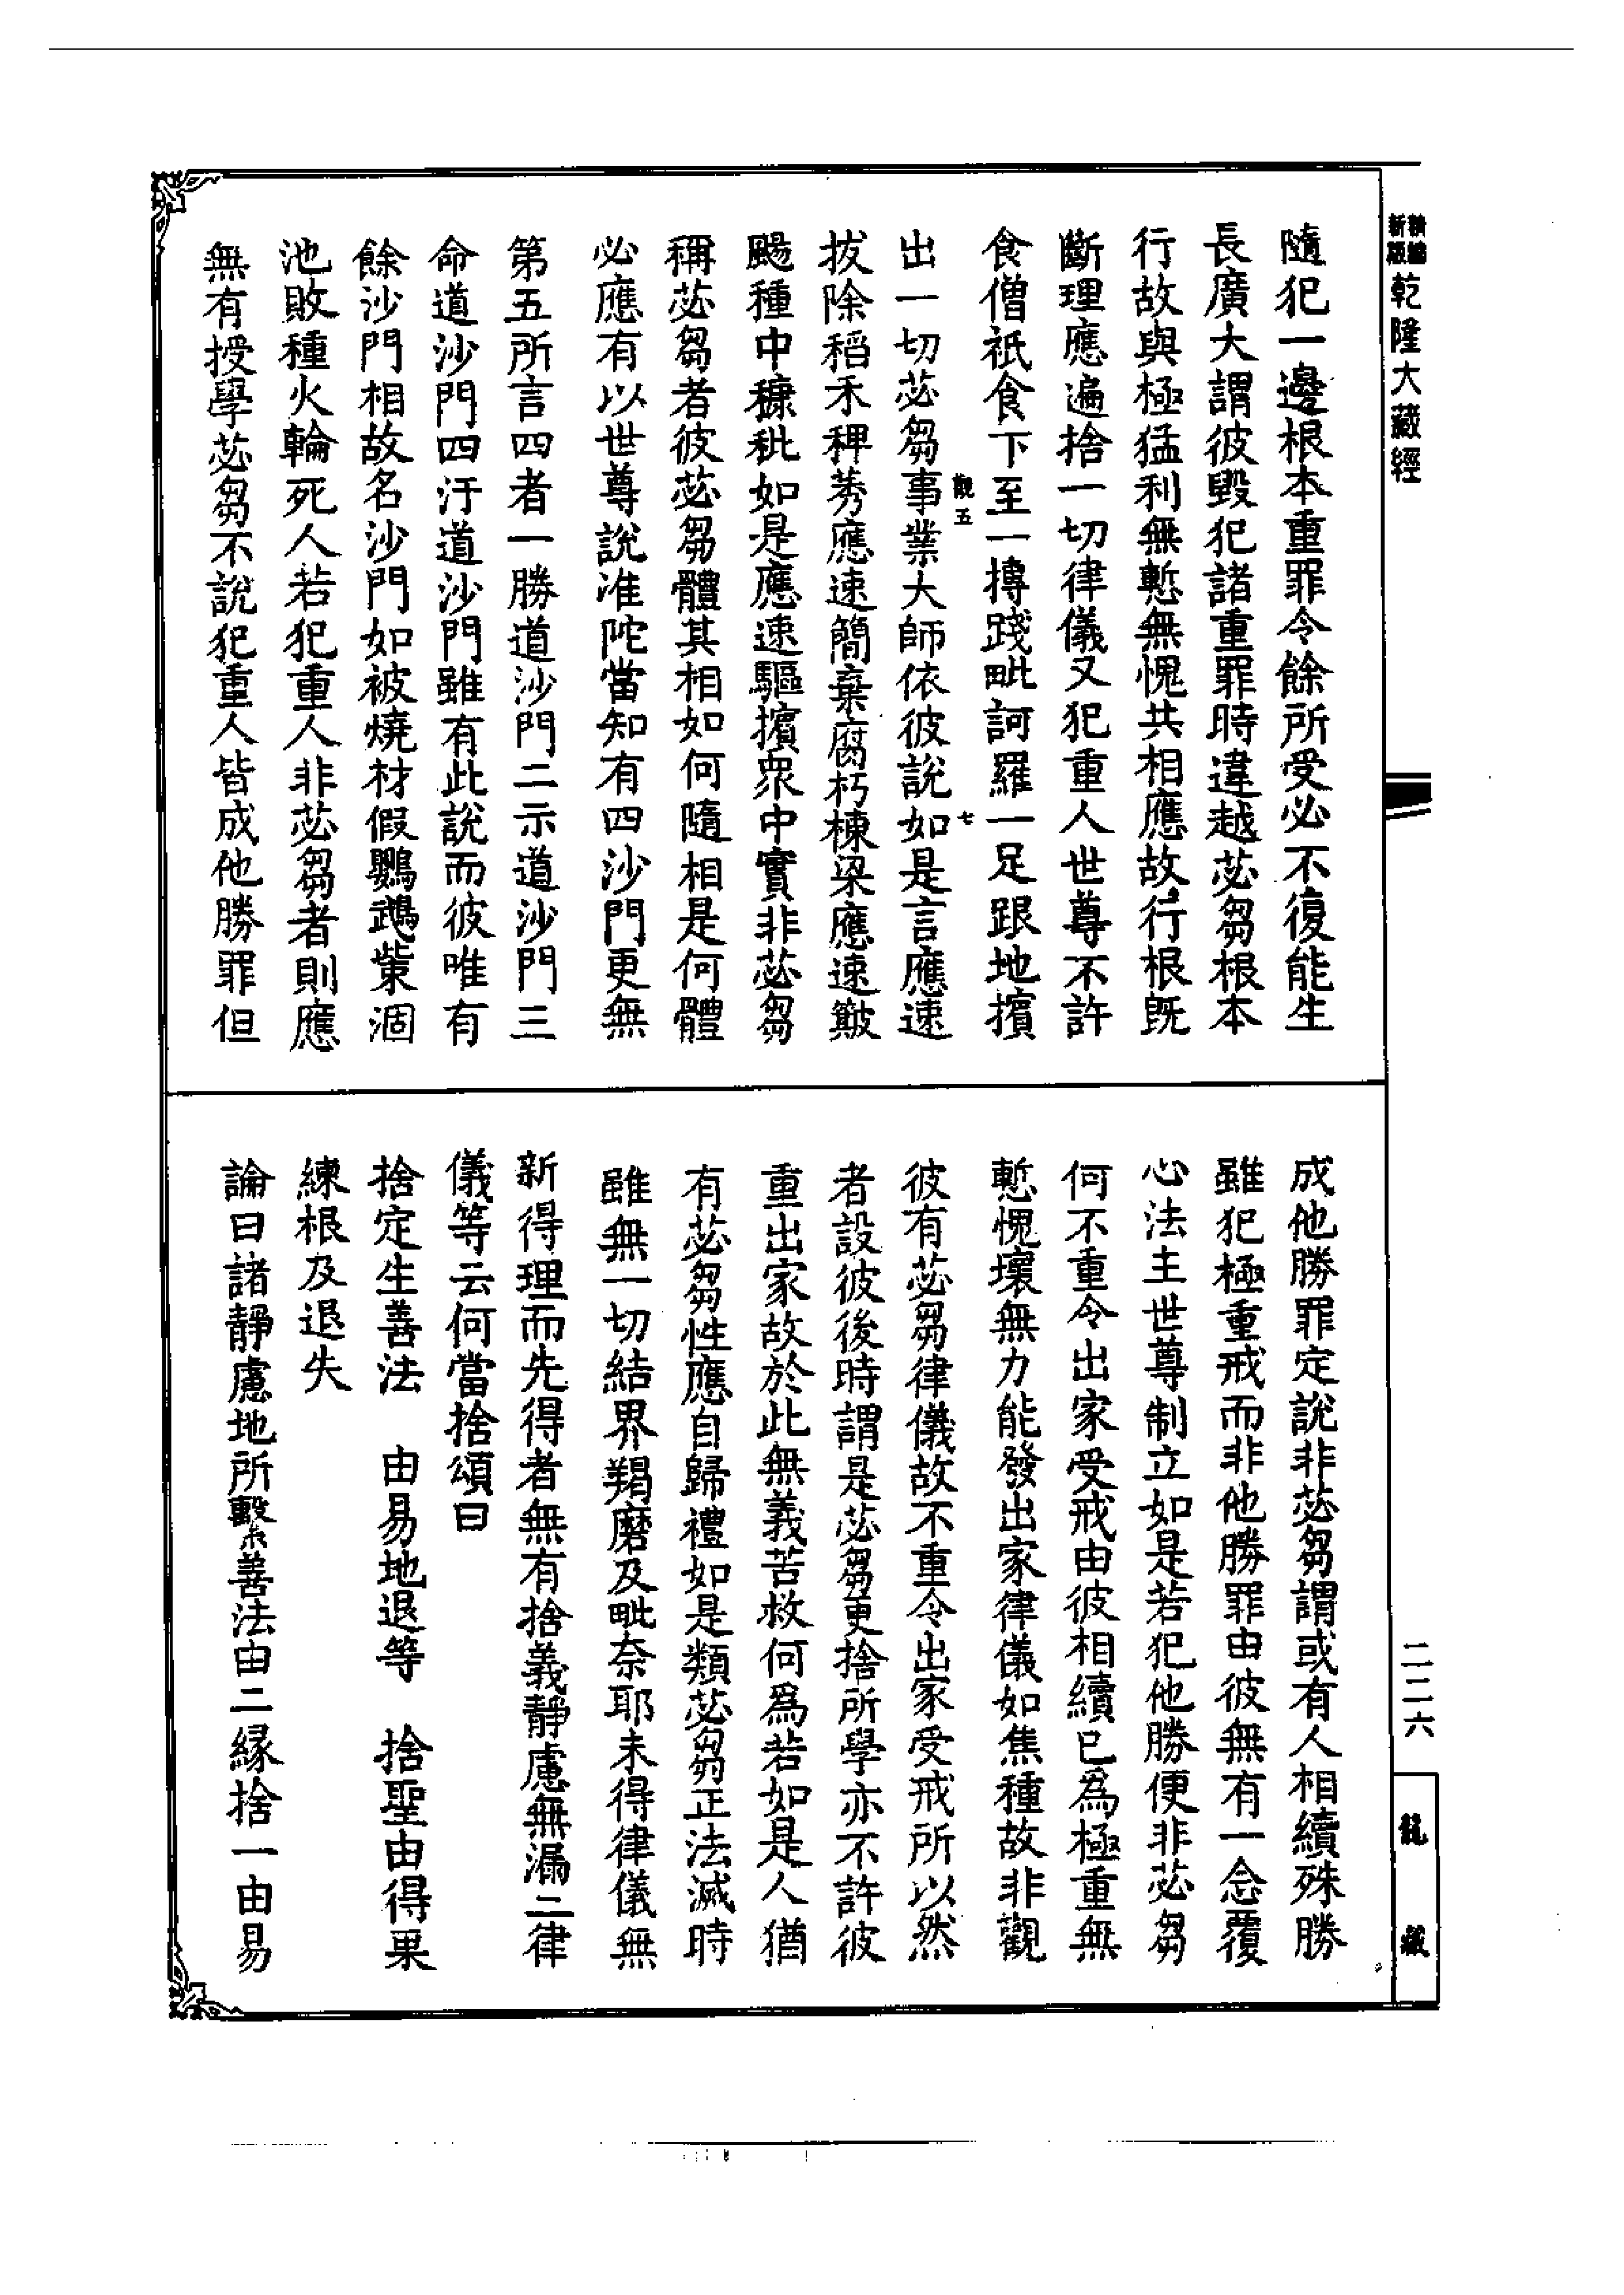 新編
新版
乾隆大藏經
隨犯一邊根本重罪令餘所受必不復能生
長廣大謂彼毀犯諸重罪時違越苾芻根本
行故與極猛利無慙無愧共相應故行根既
斷理應遍捨一切律儀又犯重人世尊不許
食僧祇食下至一摶踐毗訶羅一足跟地擯
觀五
七
出一切苾芻事業大師依彼說如是言應速
拔除稻禾稗莠應速簡棄腐朽棟梁應速簸
颺種中穅秕如是應速驅擯衆中實非苾芻
稱苾芻者彼苾芻體其相如何隨相是何體
必應有以世尊說准陀當知有四沙門更無
第五所言四者一勝道沙門二示道沙門三
命道沙門四汙道沙門雖有此說而彼唯有
餘沙門相故名沙門如被燒材假鸚鵡㭰涸
池敗種火輪死人若犯重人非苾芻者則應
無有授學苾芻不說犯重人皆成他勝罪但
成他勝罪定說非苾芻謂或有人相續殊勝
雖犯極重戒而非他勝罪由彼無有一念覆
心法主世尊制立如是若犯他勝便非苾芻
何不重令出家受戒由彼相續已爲極重無
慙愧壞無力能發出家律儀如焦種故非觀
彼有苾芻律儀故不重令出家受戒所以然
者設彼後時謂是苾芻更捨所學亦不許彼
重出家故於此無義苦救何爲若如是人猶
有苾芻性應自歸禮如是類苾芻正法滅時
雖無一切結界羯磨及毗奈耶未得律儀無
新得理而先得者無有捨義靜慮無漏二律
儀等云何當捨頌曰
捨定生善法　由易地退等　捨聖由得果
練根及退失
論曰諸靜慮地所繫善法由二緣捨一由易
二二六
龍藏